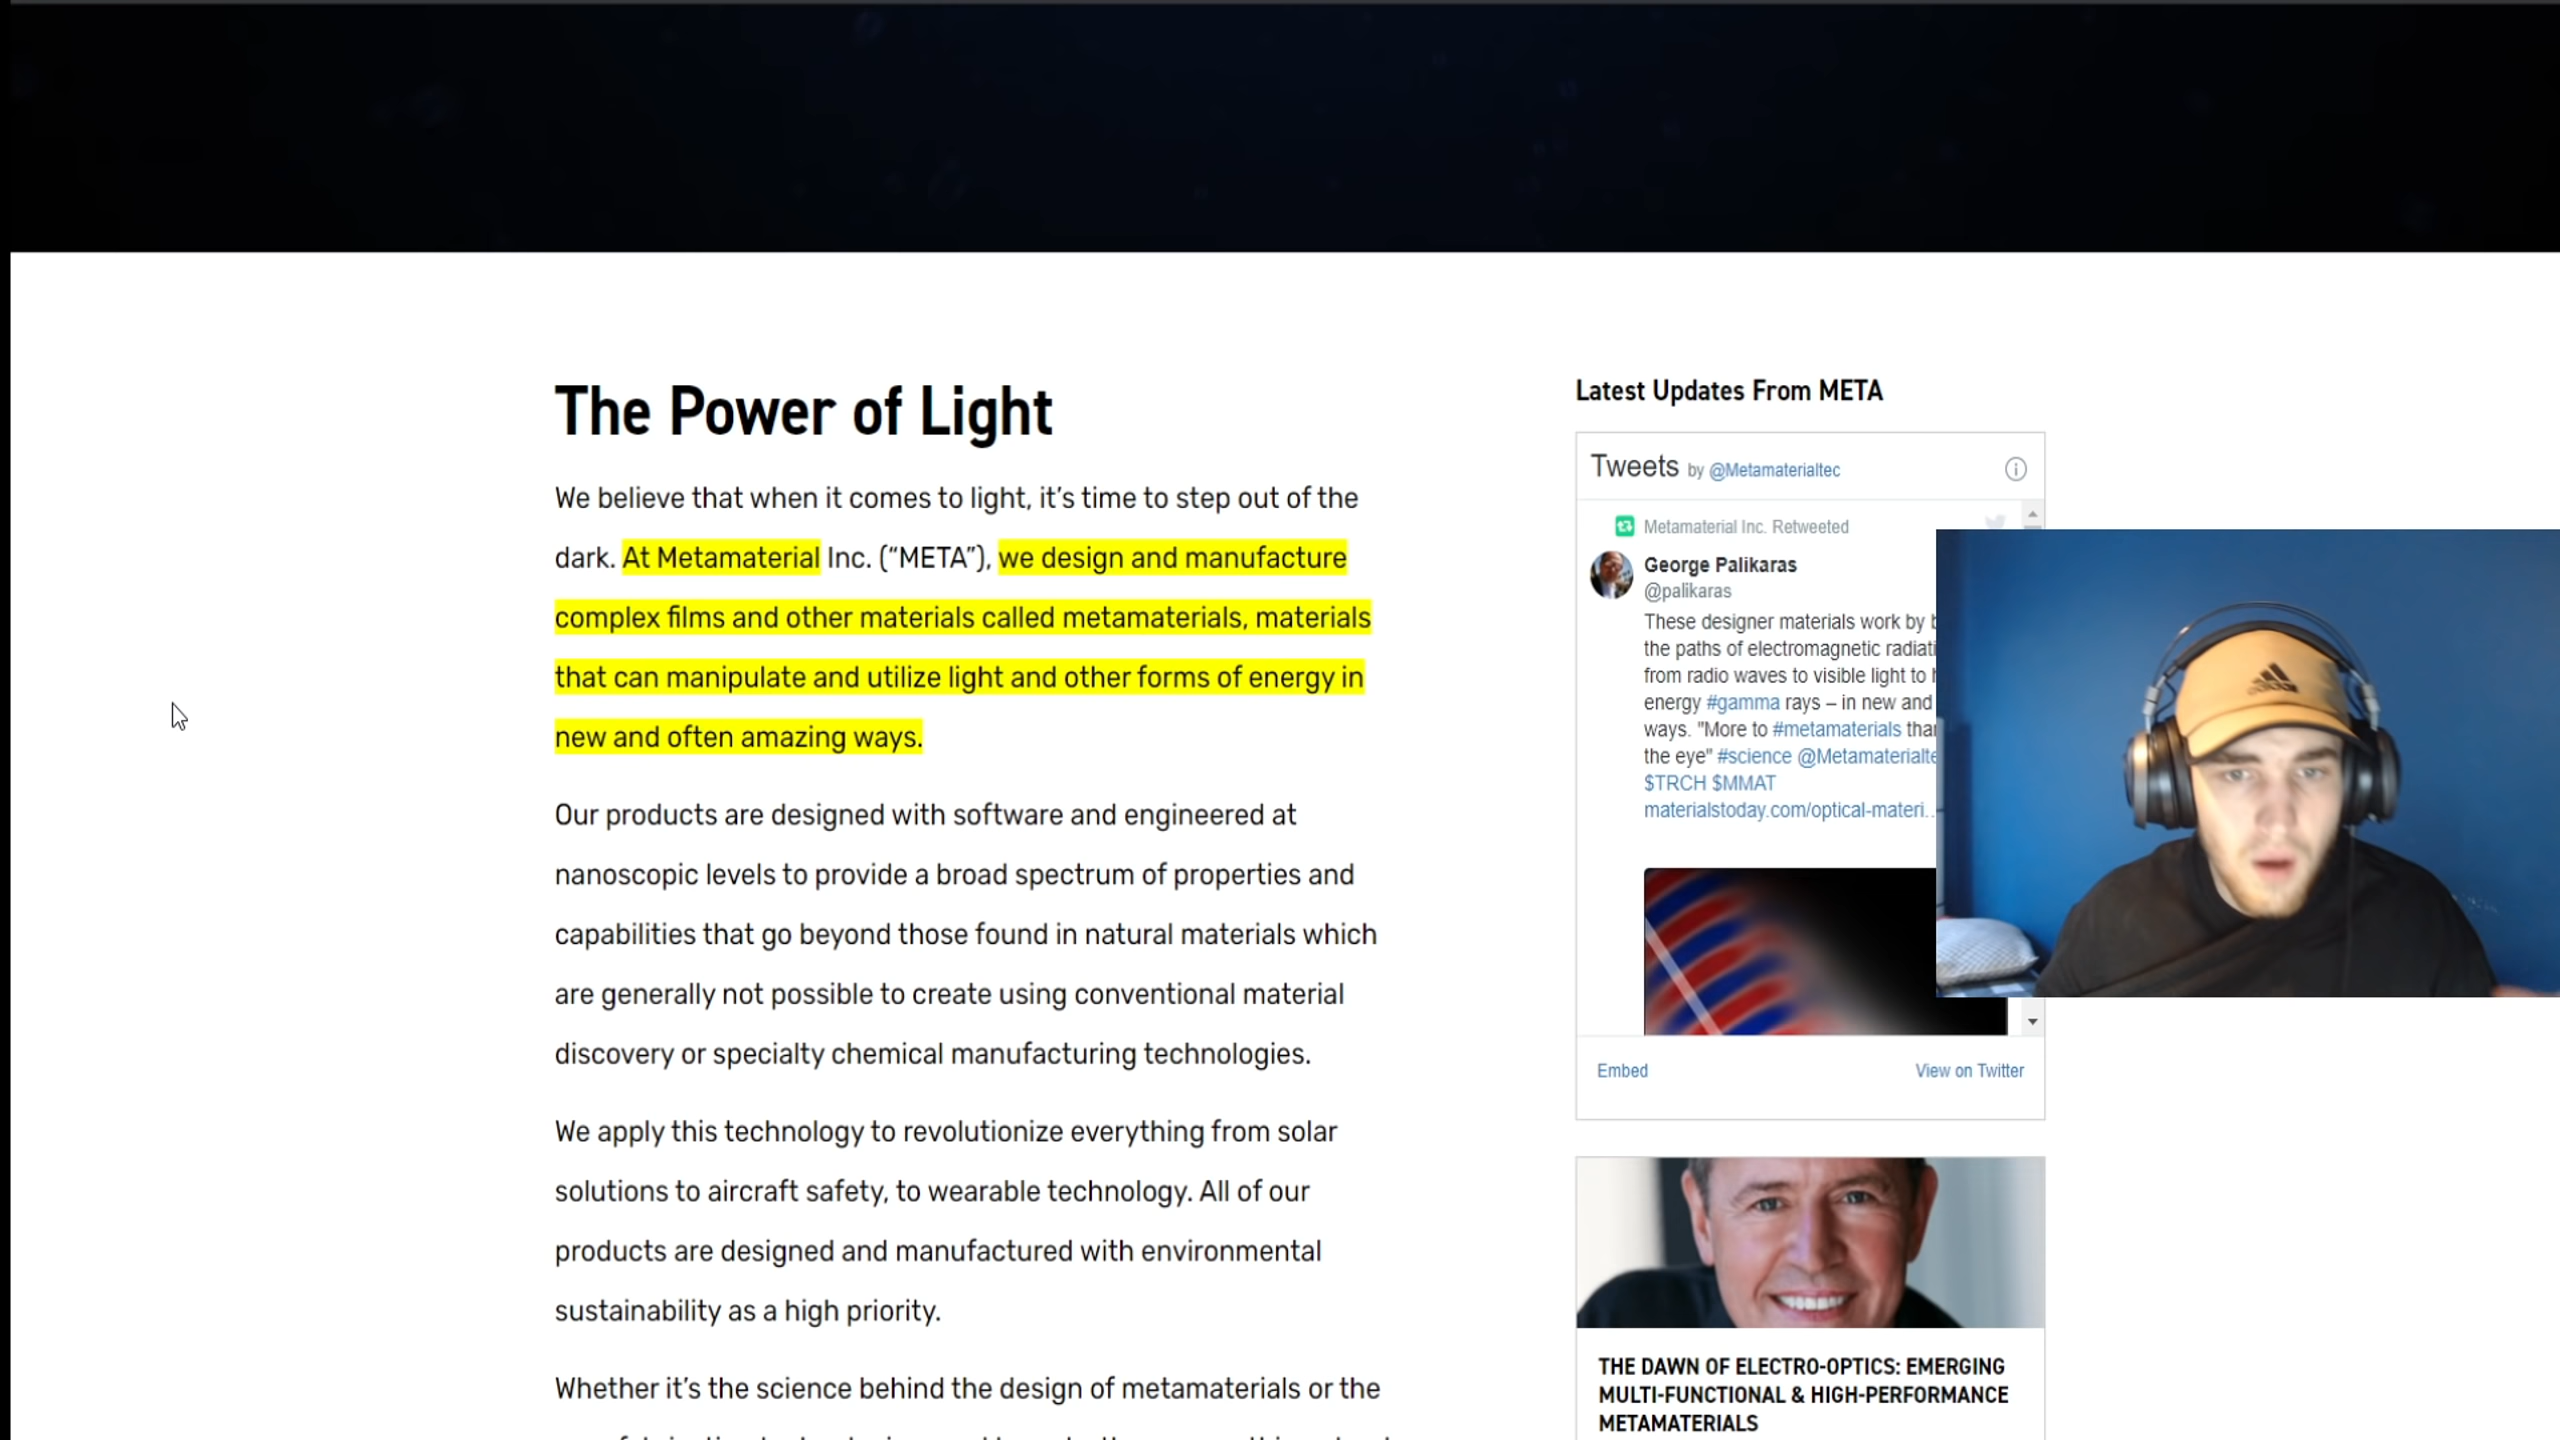 The Power of Light
We believe that when it comes to light, it’s time to step out of the
dark. At Metamaterial Inc. (“META”), we design and manufacture
complex films and other materials called metamaterials, materials
that can manipulate and utilize light and other forms of energy in
new and often amazing ways.
Our products are designed with software and engineered at
nanoscopic levels to provide a broad spectrum of properties and
capabilities that go beyond those found in natural materials which
are generally not possible to create using conventional material
discovery or specialty chemical manufacturing technologies.
We apply this technology to revolutionize everything from solar
solutions to aircraft safety, to wearable technology. All of our
products are designed and manufactured with environmental
sustainability as a high priority.
Whether it’s the science behind the design of metamaterials or the
Latest Updates From META
Tweets by @Metamaterialtec
Metamaterial Inc. Retweeted
George Palikaras
@palikaras
These designer materials work by
the paths of electromagnetic radiati
from radio waves to visible light to
energy #gamma rays – in new and
ways. "More to #metamaterials tha
the eye" #science @Metamaterialte
$TRCH $MMAT
materialstoday.com/optical-materi…
Embed
View on Twitter
THE DAWN OF ELECTRO-OPTICS: EMERGING
MULTI-FUNCTIONAL & HIGH-PERFORMANCE
METAMATERIALS